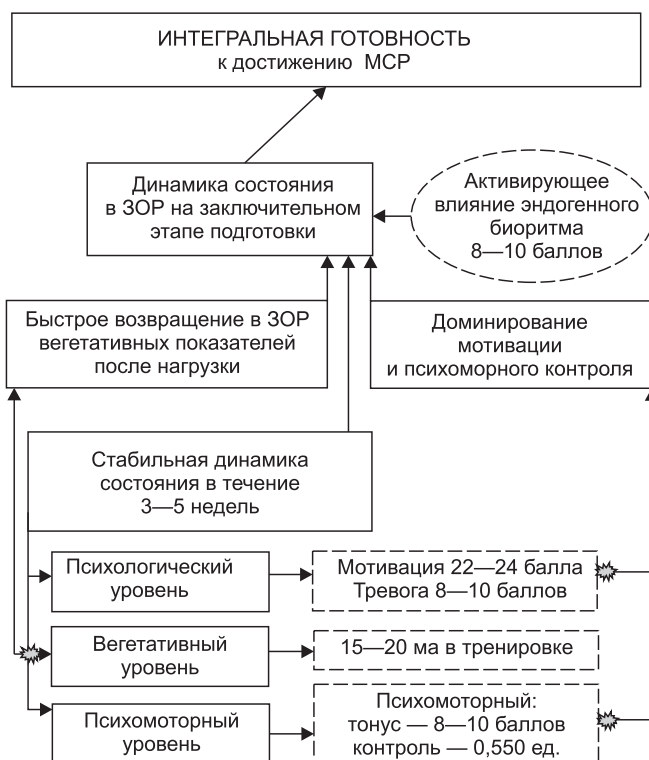 ИНТЕГРАЛЬНАЯ ГОТОВНОСТЬ
к достижению МСР
Динамика состояния
в ЗОР на заключительном
этапе подготовки
Активирующее
влияние эндогенного
биоритма
8—10 баллов
Быстрое возвращение в ЗОР
вегетативных показателей
после нагрузки
Доминирование
мотивации
и психоморного контроля
Стабильная динамика
состояния в течение
3—5 недель
Психологический
уровень
Мотивация 22—24 балла
Тревога 8—10 баллов
Вегетативный
уровень
15—20 ма в тренировке
Психомоторный
уровень
Психомоторный:
тонус — 8—10 баллов
контроль — 0,550 ед.